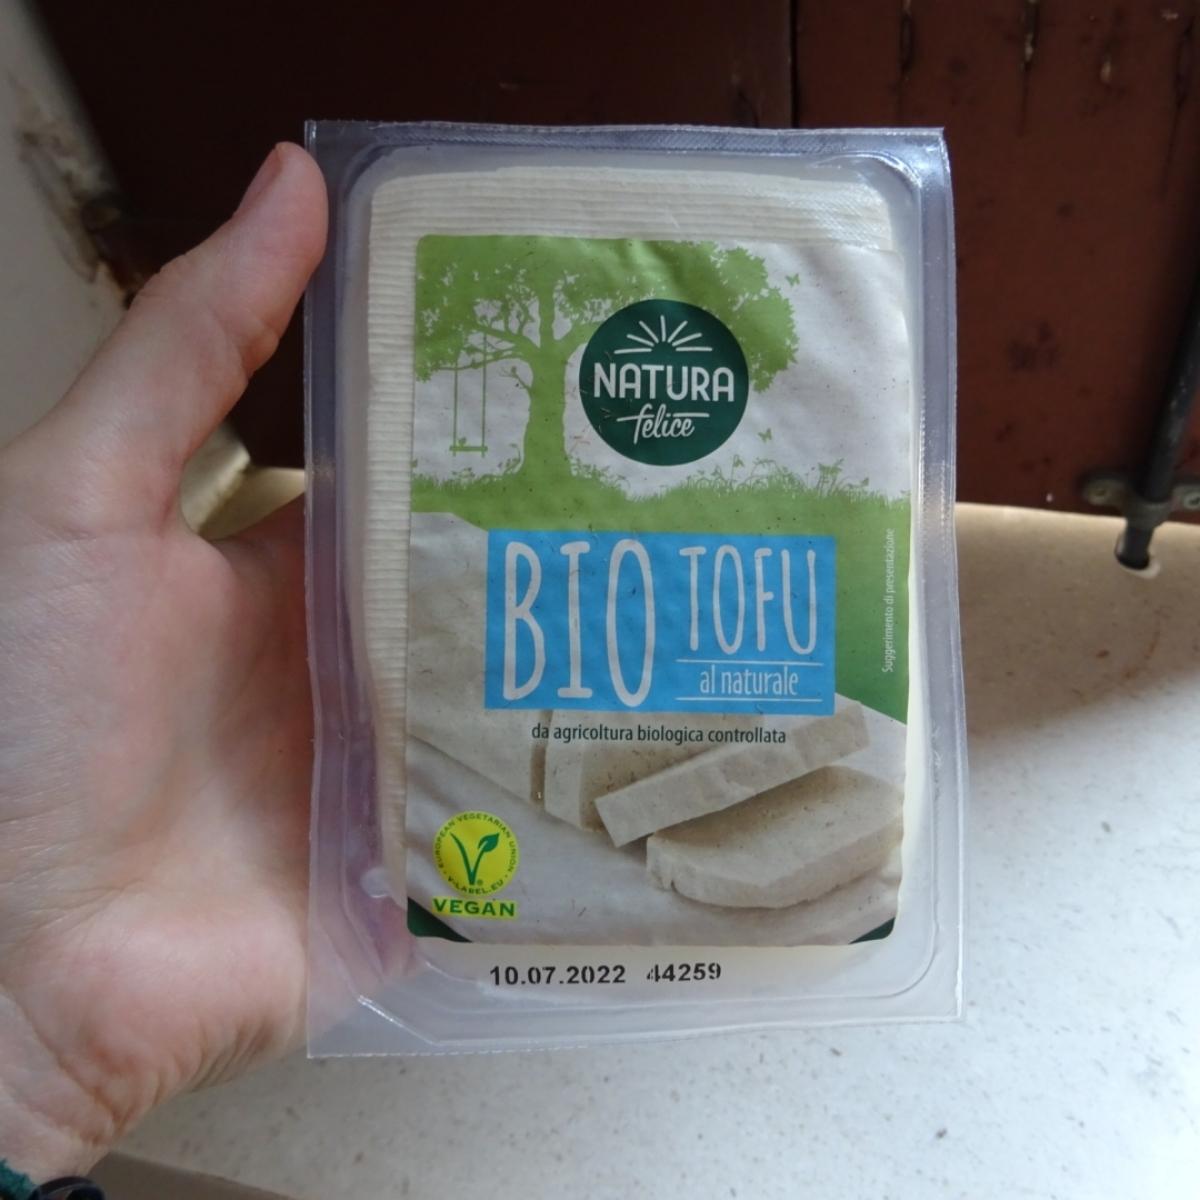 NATURA
felice
BIO TOFU
al naturale
da agricoltura biologica controllata
Suggerimento di presentazione
EUROPEAN VEGETARIAN UNION
V-LABEL.EU
VEGAN
10.07.2022 44259